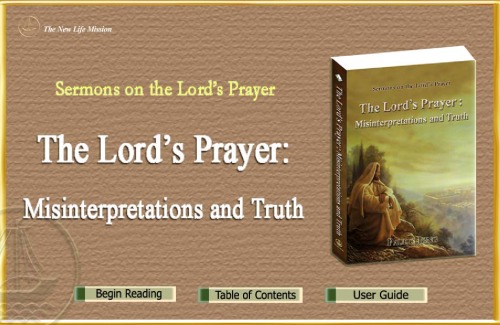 The New Life Mission
Sermons on the Lord's Prayer
The Lord's Prayer:
Misinterpretations and Truth
Sermons on the Lord's Prayer
The Lord's Prayer:
Misinterpretations and Truth
The Lord's Prayer: Misinterpretations and Truth
Begin Reading
Table of Contents
User Guide